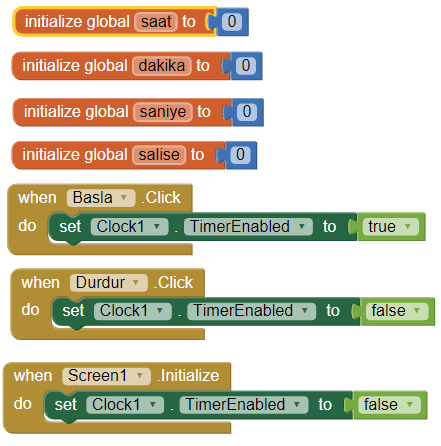 initialize global saat to 0
initialize global dakika to 0
initialize global saniye to 0
initialize global salise to 0
when Basla .Click
do set Clock1 . TimerEnabled to true
when Durdur .Click
do set Clock1 . TimerEnabled to false
when Screen1 .Initialize
do set Clock1 . TimerEnabled to false